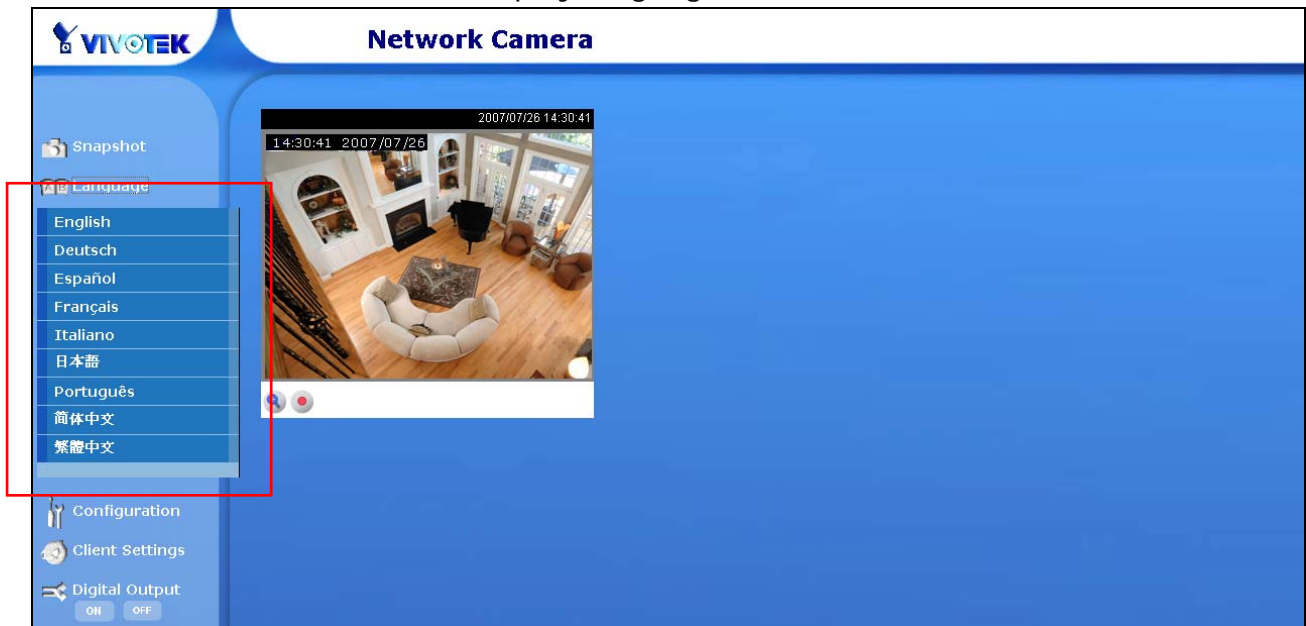 VIVOTEK
Network Camera
2007/07/26 14:30:41
14:30:41 2007/07/26
Snapshot
Language
English
Deutsch
Español
Français
Italiano
日本語
Português
简体中文
繁體中文
Configuration
Client Settings
Digital Output
ON OFF